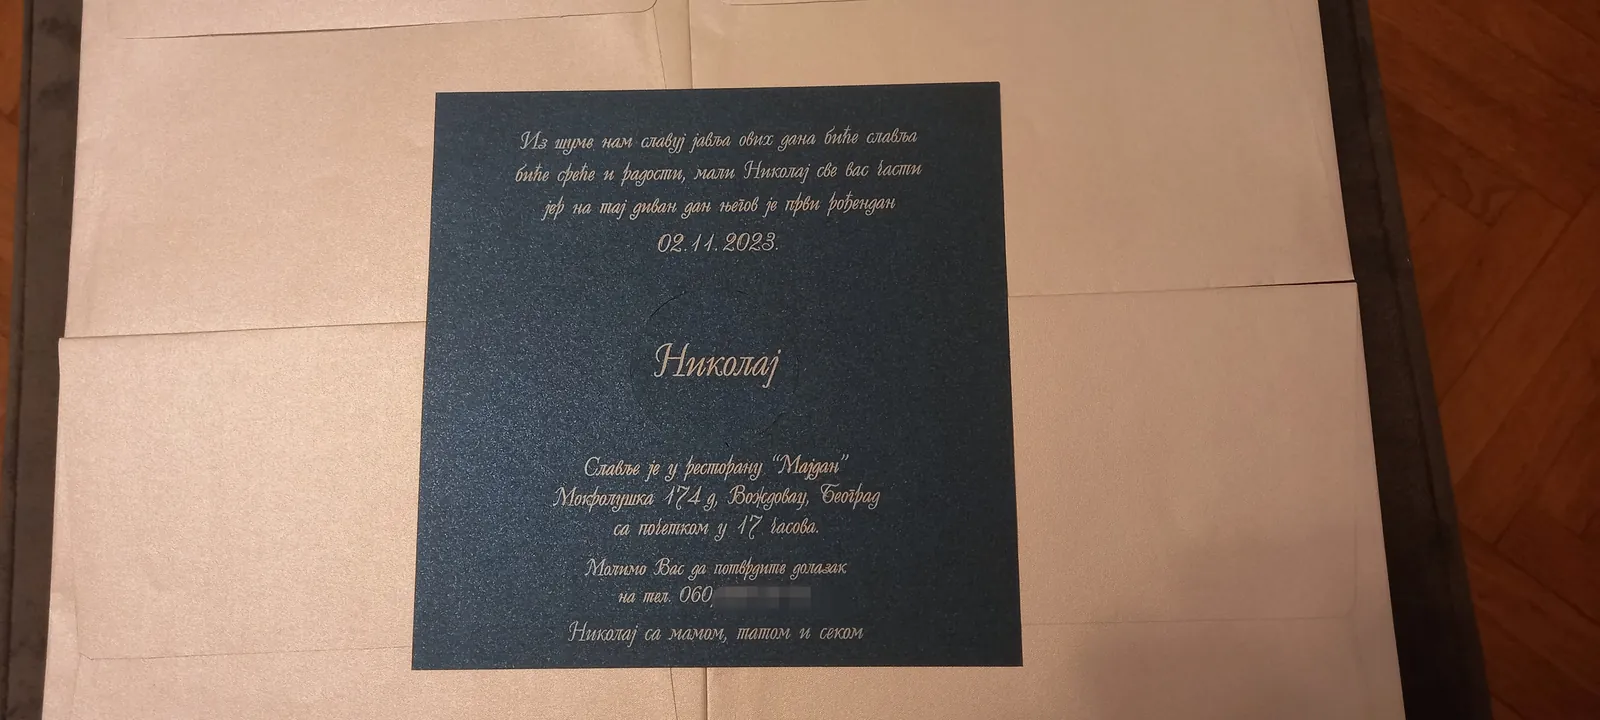 Из шуме нам славуј јавља ових дана биће славља
биће среће и радости, мали Николај све вас части
јер на тај диван дан његов је први рођендан
02.11.2023.
Николај
Славље је у ресторану “Мајдан”
Мокролушка 174 д, Вождовац, Београд
са почетком у 17 часова.
Молимо Вас да потврдите долазак
на тел. 060
Николај са мамом, татом и секом